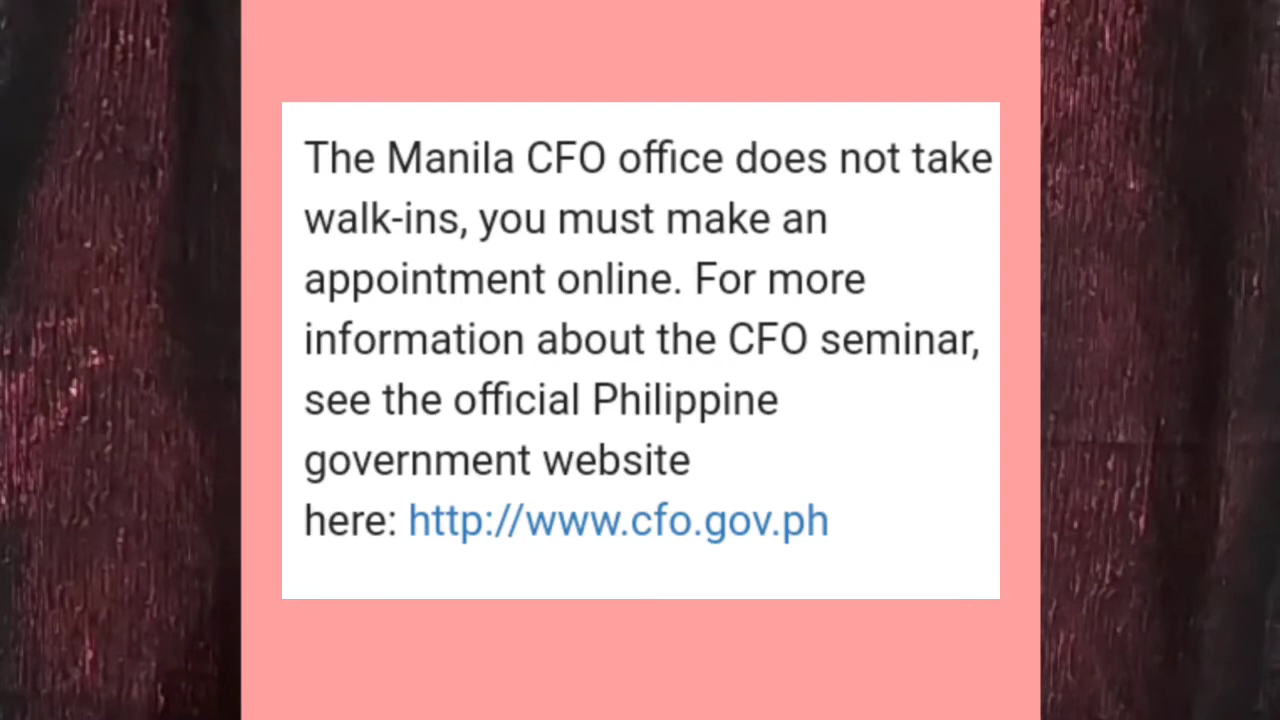 The Manila CFO office does not take
walk-ins, you must make an
appointment online. For more
information about the CFO seminar,
see the official Philippine
government website
here: http://www.cfo.gov.ph